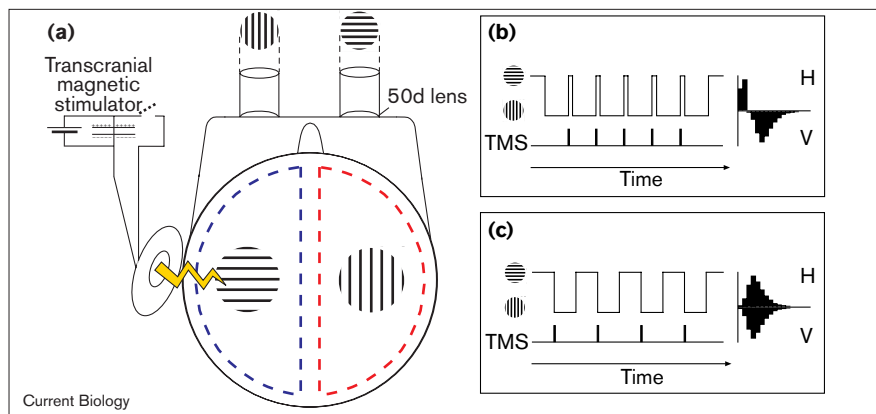 (a)
Transcranial
magnetic
stimulator
50d lens
Current Biology
(b)
H
TMS
V
Time
(c)
H
TMS
V
Time